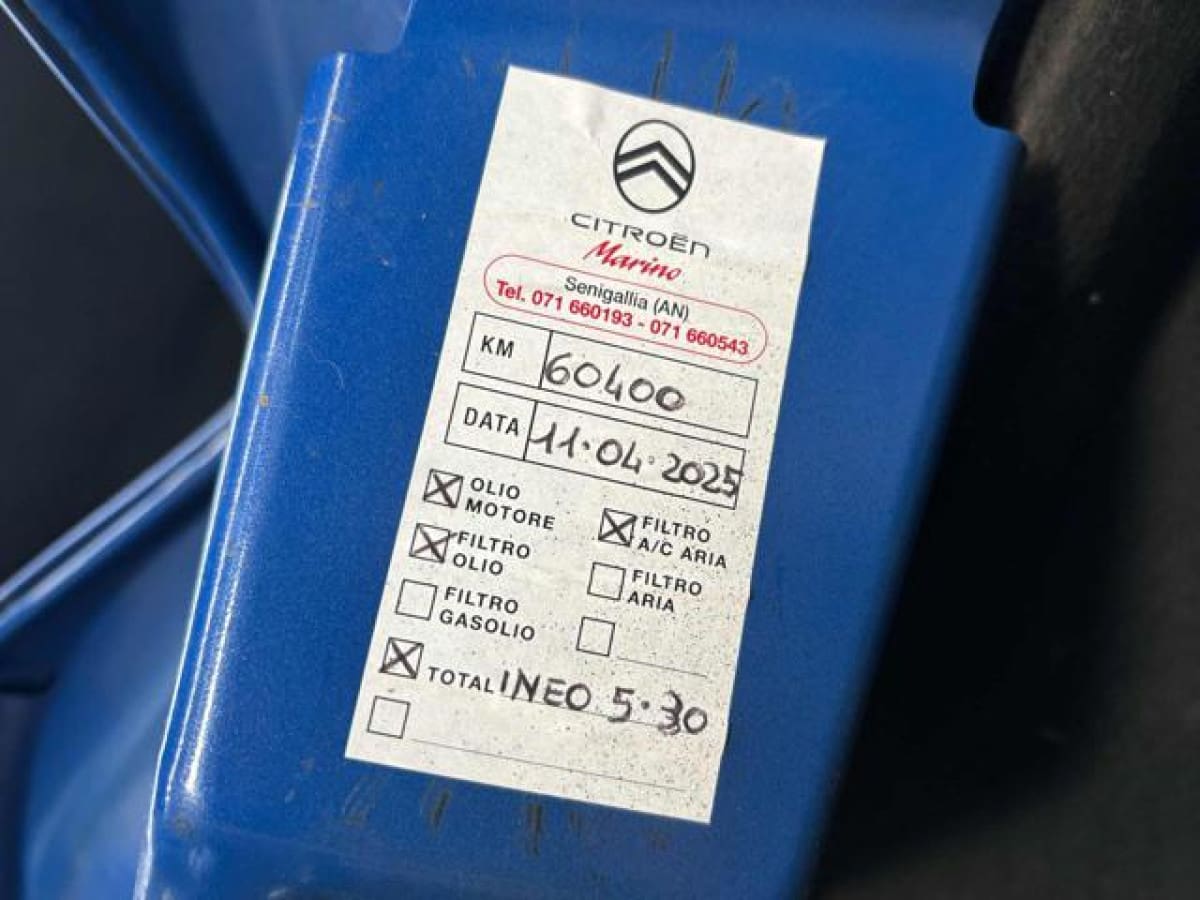 CITROËN
Marino
Senigallia (AN)
Tel. 071 660193 - 071 660543
KM 60400
DATA 11.04.2025
OLIO
MOTORE
FILTRO
A/C ARIA
FILTRO
OLIO
FILTRO
ARIA
FILTRO
GASOLIO
TOTAL INEO 5.30